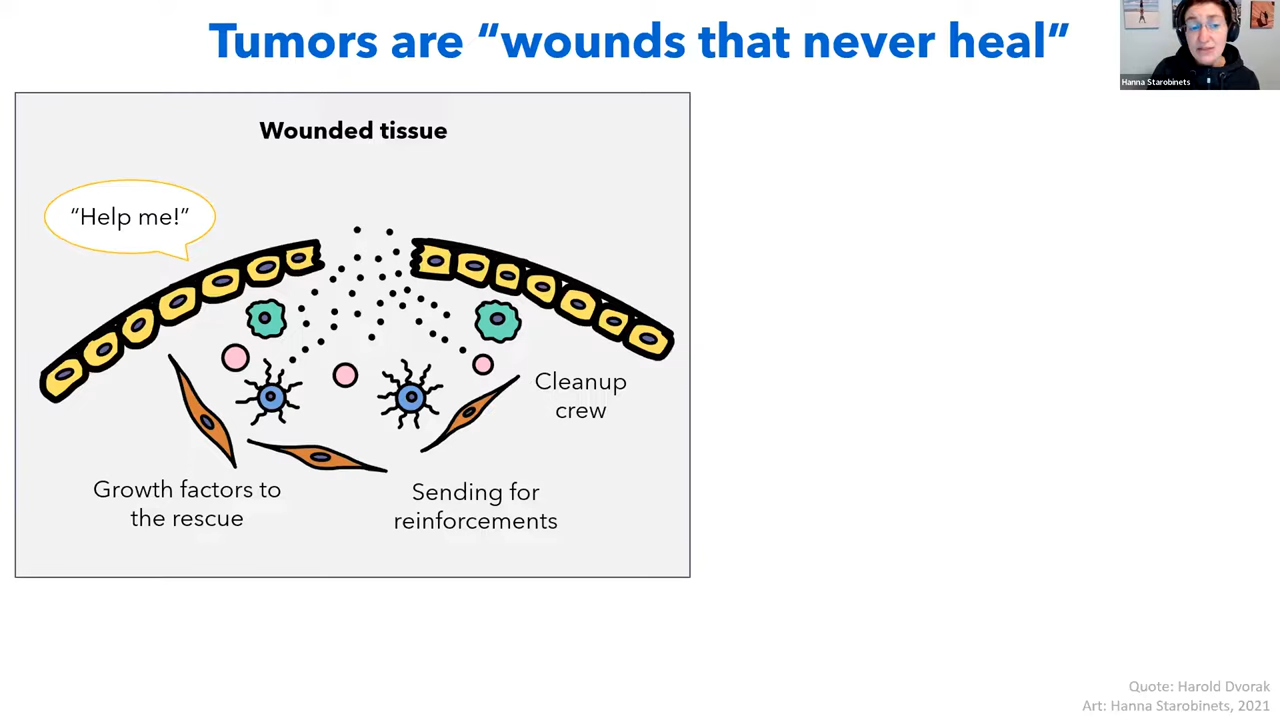 Tumors are “wounds that never heal”
Hanna Starobinets
Wounded tissue
“Help me!”
Cleanup
crew
Growth factors to
the rescue
Sending for
reinforcements
Quote: Harold Dvorak
Art: Hanna Starobinets, 2021